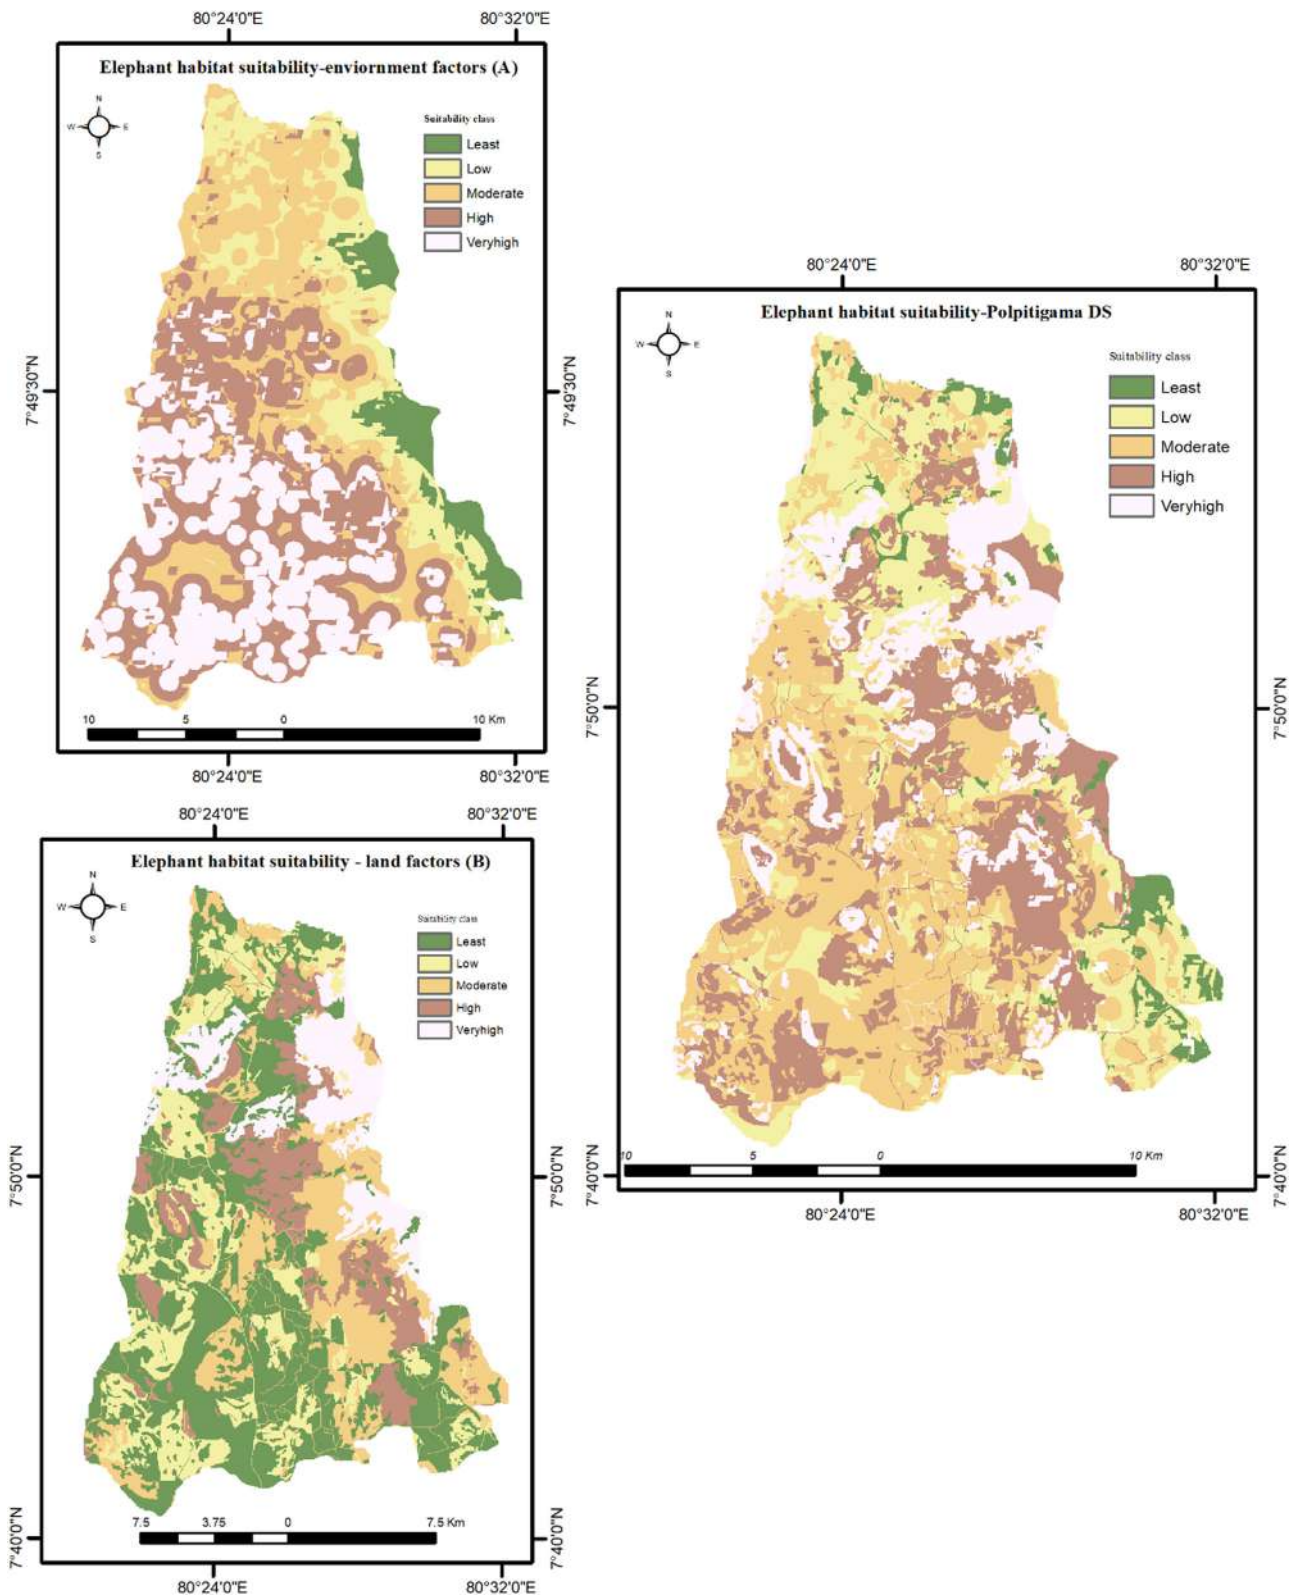 80°24'0"E 80°32'0"E
Elephant habitat suitability-enviornment factors (A)
N
W E
S
Suitability class
Least
Low
Moderate
High
Veryhigh
7°49'30"N 7°49'30"N
10 5 0 10 Km
80°24'0"E 80°32'0"E
80°24'0"E 80°32'0"E
Elephant habitat suitability - land factors (B)
N
W E
S
Suitability class
Least
Low
Moderate
High
Veryhigh
7°50'0"N 7°50'0"N
7.5 3.75 0 7.5 Km
7°40'0"N 7°40'0"N
80°24'0"E 80°32'0"E
80°24'0"E 80°32'0"E
Elephant habitat suitability-Polpitigama DS
N
W E
S
Suitability class
Least
Low
Moderate
High
Veryhigh
7°50'0"N 7°50'0"N
10 5 0 10 Km
7°40'0"N 7°40'0"N
80°24'0"E 80°32'0"E